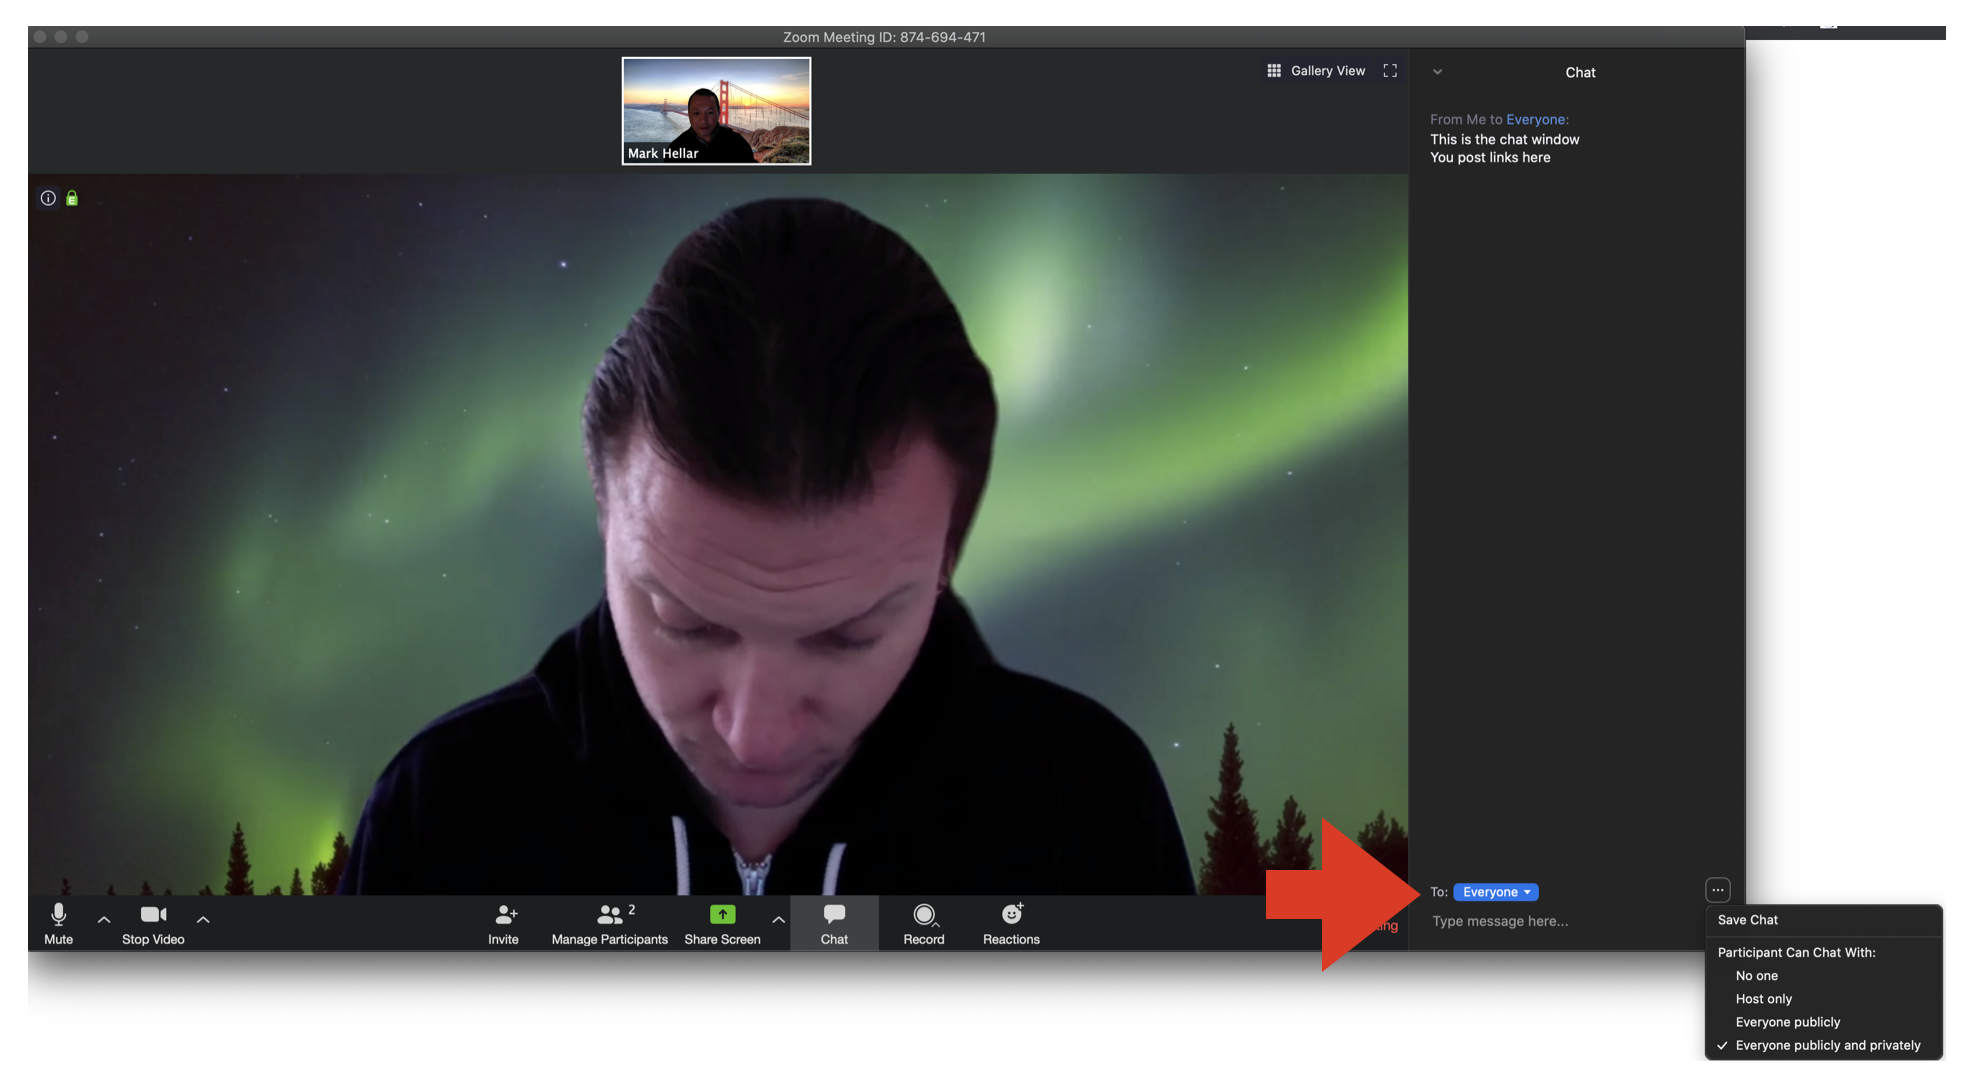 Zoom Meeting ID: 874-694-471
Gallery View
Mark Hellar
Chat
From Me to Everyone:
This is the chat window
You post links here
To: Everyone
Type message here...
Mute
Stop Video
Invite
Manage Participants
2
Share Screen
Chat
Record
Reactions
Save Chat
Participant Can Chat With:
No one
Host only
Everyone publicly
Everyone publicly and privately